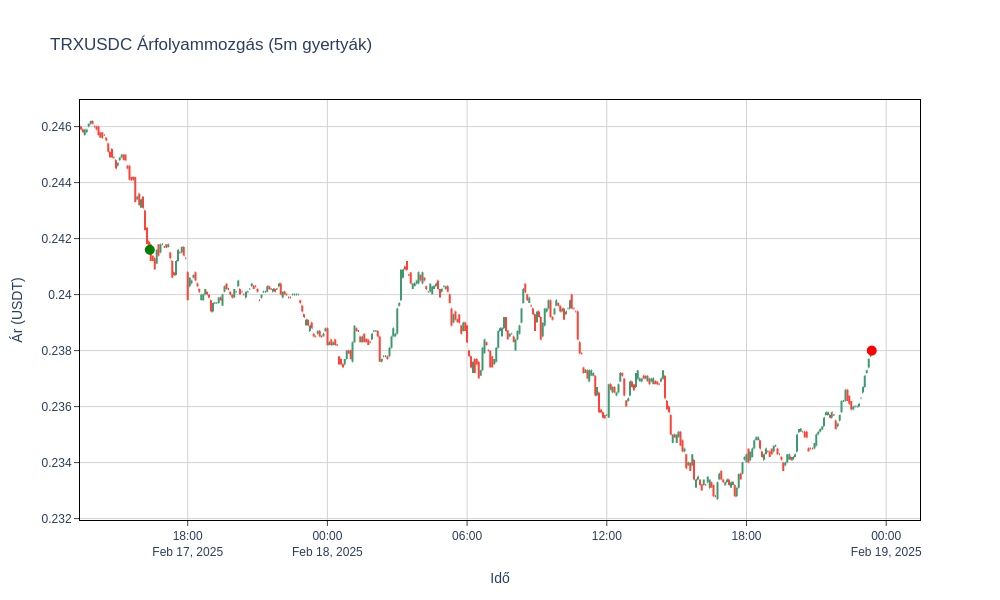 TRXUSDC Árfolyammozgás (5m gyertyák)
0.246
0.244
0.242
0.24
0.238
0.236
0.234
0.232
Ár (USDT)
18:00
Feb 17, 2025
00:00
Feb 18, 2025
06:00
12:00
18:00
00:00
Feb 19, 2025
Idő